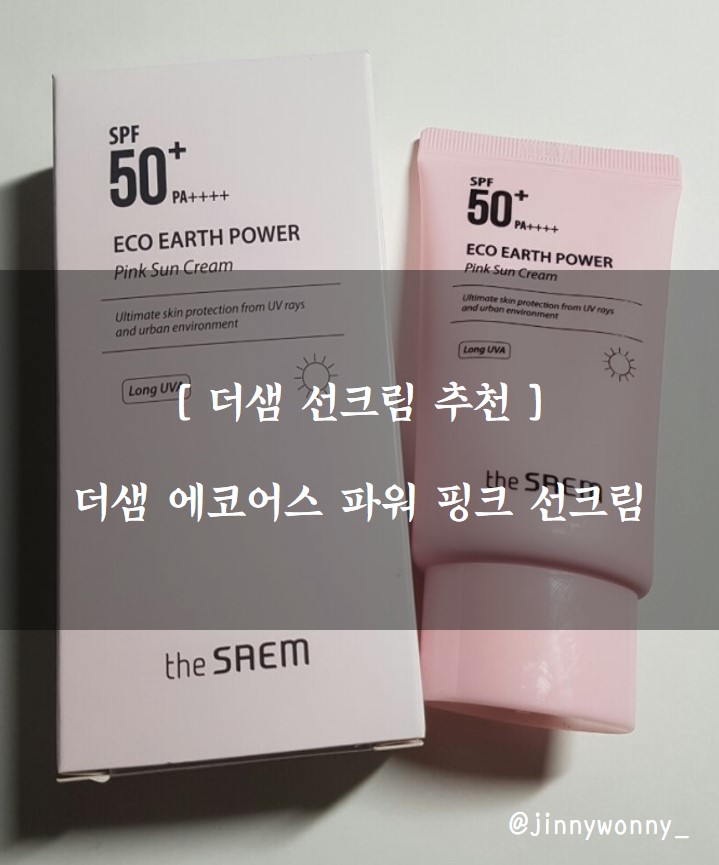 SPF
50+
PA++++
ECO EARTH POWER
Pink Sun Cream
Ultimate skin protection from UV rays
and urban environment
Long UVA
the SAEM
SPF
50+
PA++++
ECO EARTH POWER
Pink Sun Cream
Ultimate skin protection from UV rays
and urban environment
Long UVA
the SAEM
[ 더샘 선크림 추천 ]
더샘 에코어스 파워 핑크 선크림
@jinnywonny_